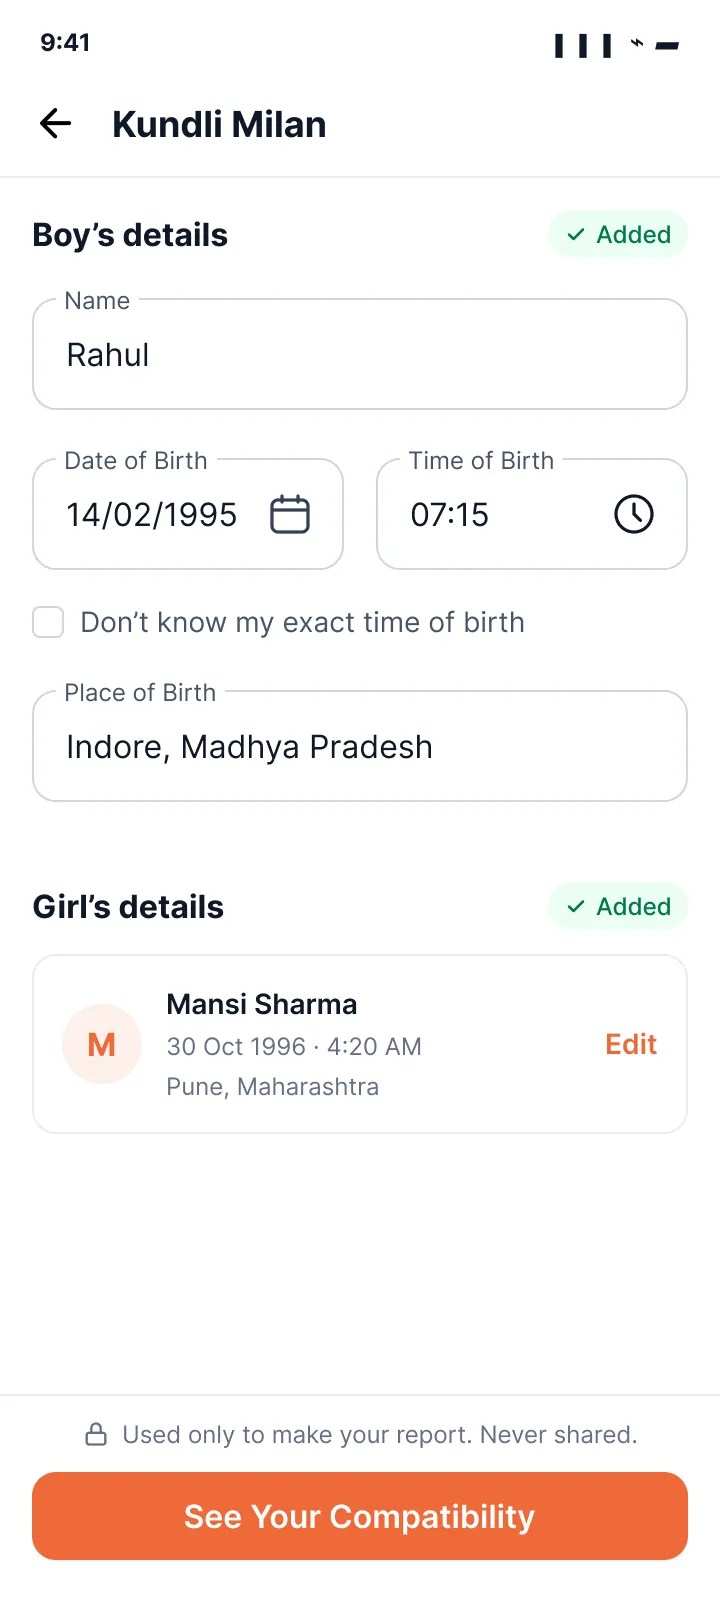 9:41
Kundli Milan
Boy’s details
Added
Name
Rahul
Date of Birth
Time of Birth
14/02/1995
07:15
Don’t know my exact time of birth
Place of Birth
Indore, Madhya Pradesh
Girl’s details
Added
M
Mansi Sharma
30 Oct 1996 · 4:20 AM
Pune, Maharashtra
Edit
Used only to make your report. Never shared.
See Your Compatibility